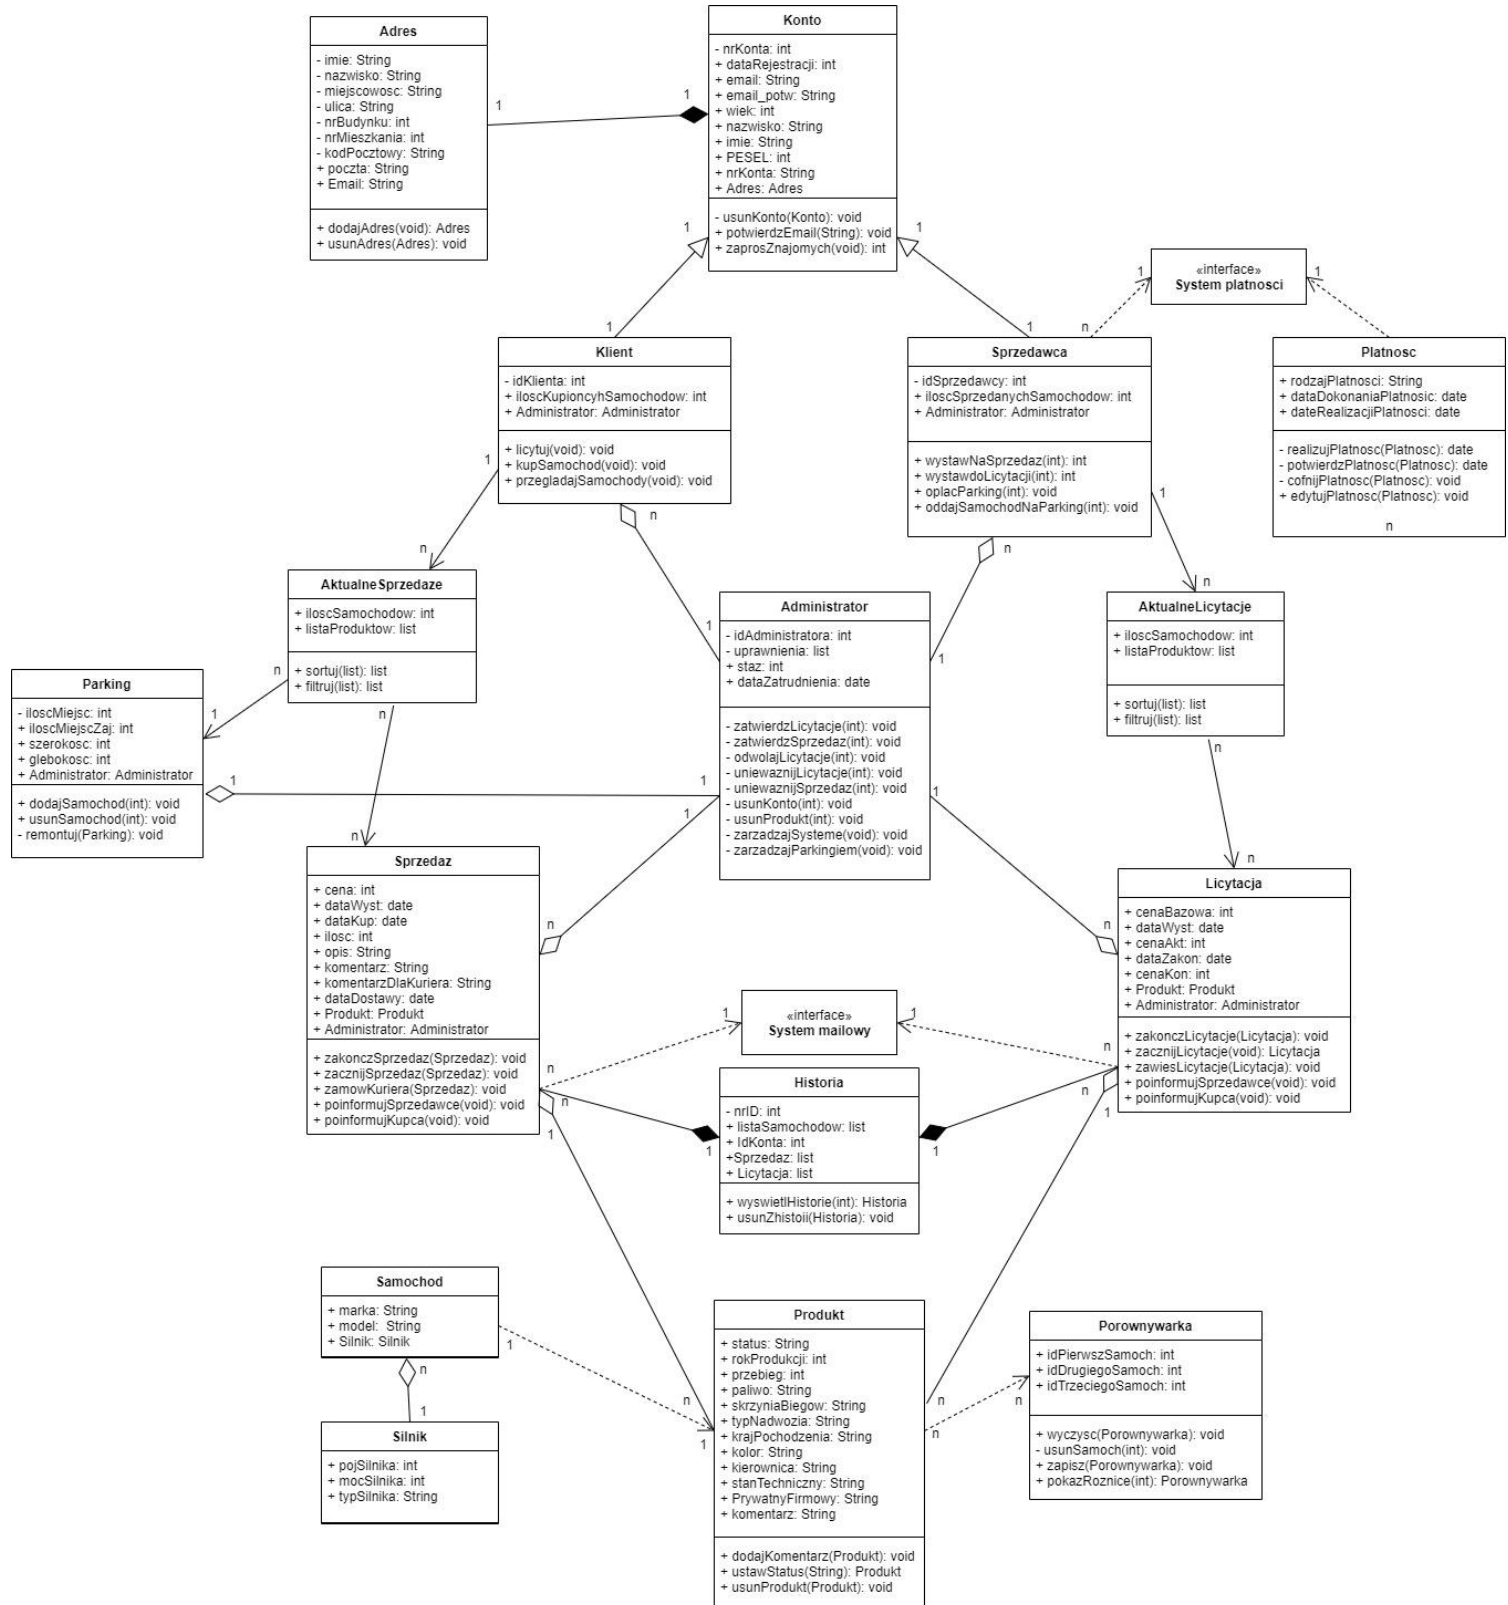 Adres
- imie: String
- nazwisko: String
- miejscowosc: String
- ulica: String
- nrBudynku: int
- nrMieszkania: int
- kodPocztowy: String
+ poczta: String
+ Email: String
+ dodajAdres(void): Adres
+ usunAdres(Adres): void
1
1
Konto
- nrKonta: int
+ dataRejestracji: int
+ email: String
+ email_potw: String
+ wiek: int
+ nazwisko: String
+ imie: String
+ PESEL: int
+ nrKonta: String
+ Adres: Adres
- usunKonto(Konto): void
+ potwierdzEmail(String): void
+ zaprosZnajomych(void): int
1
1
1
1
n
1
«interface»
System platnosci
1
Klient
- idKlienta: int
+ iloscKupioncyhSamochodow: int
+ Administrator: Administrator
+ licytuj(void): void
+ kupSamochod(void): void
+ przegladajSamochody(void): void
1
n
n
Sprzedawca
- idSprzedawcy: int
+ iloscSprzedanychSamochodow: int
+ Administrator: Administrator
+ wystawNaSprzedaz(int): int
+ wystawdoLicytacji(int): int
+ oplacParking(int): void
+ oddajSamochodNaParking(int): void
1
n
n
Platnosc
+ rodzajPlatnosci: String
+ dataDokonaniaPlatnosic: date
+ dateRealizacjiPlatnosci: date
- realizujPlatnosc(Platnosc): date
- potwierdzPlatnosc(Platnosc): date
- cofnijPlatnosc(Platnosc): void
+ edytujPlatnosc(Platnosc): void
n
AktualneSprzedaze
+ iloscSamochodow: int
+ listaProduktow: list
+ sortuj(list): list
+ filtruj(list): list
n
1
n
n
Administrator
- idAdministratora: int
- uprawnienia: list
+ staz: int
+ dataZatrudnienia: date
- zatwierdzLicytacje(int): void
- zatwierdzSprzedaz(int): void
- odwolajLicytacje(int): void
- uniewaznijLicytacje(int): void
- uniewaznijSprzedaz(int): void
- usunKonto(int): void
- usunProdukt(int): void
- zarzadzajSysteme(void): void
- zarzadzajParkingiem(void): void
1
1
1
1
1
AktualneLicytacje
+ iloscSamochodow: int
+ listaProduktow: list
+ sortuj(list): list
+ filtruj(list): list
n
n
Parking
- iloscMiejsc: int
+ iloscMiejscZaj: int
+ szerokosc: int
+ glebokosc: int
+ Administrator: Administrator
+ dodajSamochod(int): void
+ usunSamochod(int): void
- remontuj(Parking): void
1
Sprzedaz
+ cena: int
+ dataWyst: date
+ dataKup: date
+ ilosc: int
+ opis: String
+ komentarz: String
+ komentarzDlaKuriera: String
+ dataDostawy: date
+ Produkt: Produkt
+ Administrator: Administrator
+ zakonczSprzedaz(Sprzedaz): void
+ zacznijSprzedaz(Sprzedaz): void
+ zamowKuriera(Sprzedaz): void
+ poinformujSprzedawce(void): void
+ poinformujKupca(void): void
n
n
n
1
Licytacja
+ cenaBazowa: int
+ dataWyst: date
+ cenaAkt: int
+ dataZakon: date
+ cenaKon: int
+ Produkt: Produkt
+ Administrator: Administrator
+ zakonczLicytacje(Licytacja): void
+ zacznijLicytacje(void): Licytacja
+ zawiesLicytacje(Licytacja): void
+ poinformujSprzedawce(void): void
+ poinformujKupca(void): void
n
n
n
1
1
«interface»
System mailowy
1
Historia
- nrID: int
+ listaSamochodow: list
+ IdKonta: int
+Sprzedaz: list
+ Licytacja: list
+ wyswietlHistorie(int): Historia
+ usunZhistoii(Historia): void
1
1
Samochod
+ marka: String
+ model: String
+ Silnik: Silnik
1
n
1
Silnik
+ pojSilnika: int
+ mocSilnika: int
+ typSilnika: String
n
1
Produkt
+ status: String
+ rokProdukcji: int
+ przebieg: int
+ paliwo: String
+ skrzyniaBiegow: String
+ typNadwozia: String
+ krajPochodzenia: String
+ kolor: String
+ kierownica: String
+ stanTechniczny: String
+ PrywatnyFirmowy: String
+ komentarz: String
+ dodajKomentarz(Produkt): void
+ ustawStatus(String): Produkt
+ usunProdukt(Produkt): void
n
n
n
Porownywarka
+ idPierwszSamoch: int
+ idDrugiegoSamoch: int
+ idTrzeciegoSamoch: int
+ wyczysc(Porownywarka): void
- usunSamoch(int): void
+ zapisz(Porownywarka): void
+ pokazRoznice(int): Porownywarka